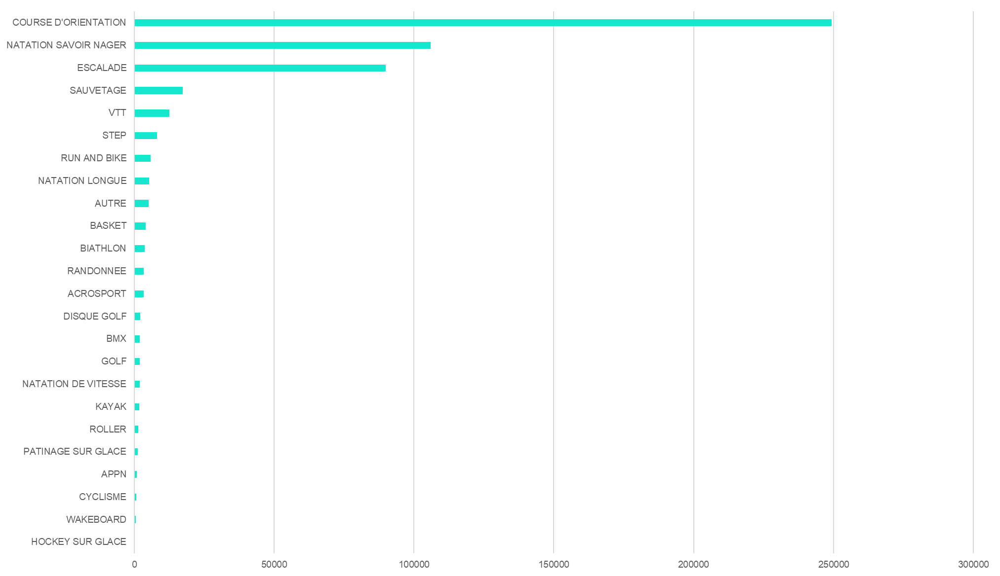 COURSE D'ORIENTATION
NATATION SAVOIR NAGER
ESCALADE
SAUVETAGE
VTT
STEP
RUN AND BIKE
NATATION LONGUE
AUTRE
BASKET
BIATHLON
RANDONNEE
ACROSPORT
DISQUE GOLF
BMX
GOLF
NATATION DE VITESSE
KAYAK
ROLLER
PATINAGE SUR GLACE
APPN
CYCLISME
WAKEBOARD
HOCKEY SUR GLACE
0 50000 100000 150000 200000 250000 300000